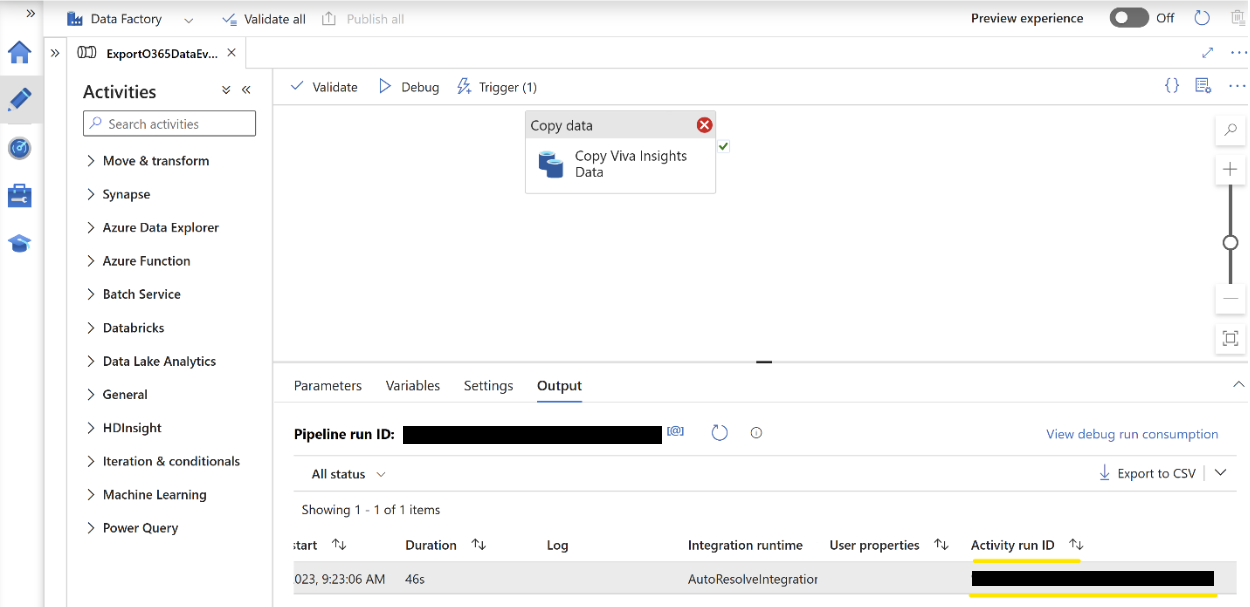 Data Factory
Validate all
Publish all
Preview experience
Off
ExportO365DataEv...
Activities
Search activities
Move & transform
Synapse
Azure Data Explorer
Azure Function
Batch Service
Databricks
Data Lake Analytics
General
HDInsight
Iteration & conditionals
Machine Learning
Power Query
Validate
Debug
Trigger (1)
Copy data
Copy Viva Insights
Data
Parameters Variables Settings Output
Pipeline run ID:
[@]
View debug run consumption
All status
Export to CSV
Showing 1 - 1 of 1 items
start Duration Log Integration runtime User properties Activity run ID
2023, 9:23:06 AM 46s AutoResolveIntegration